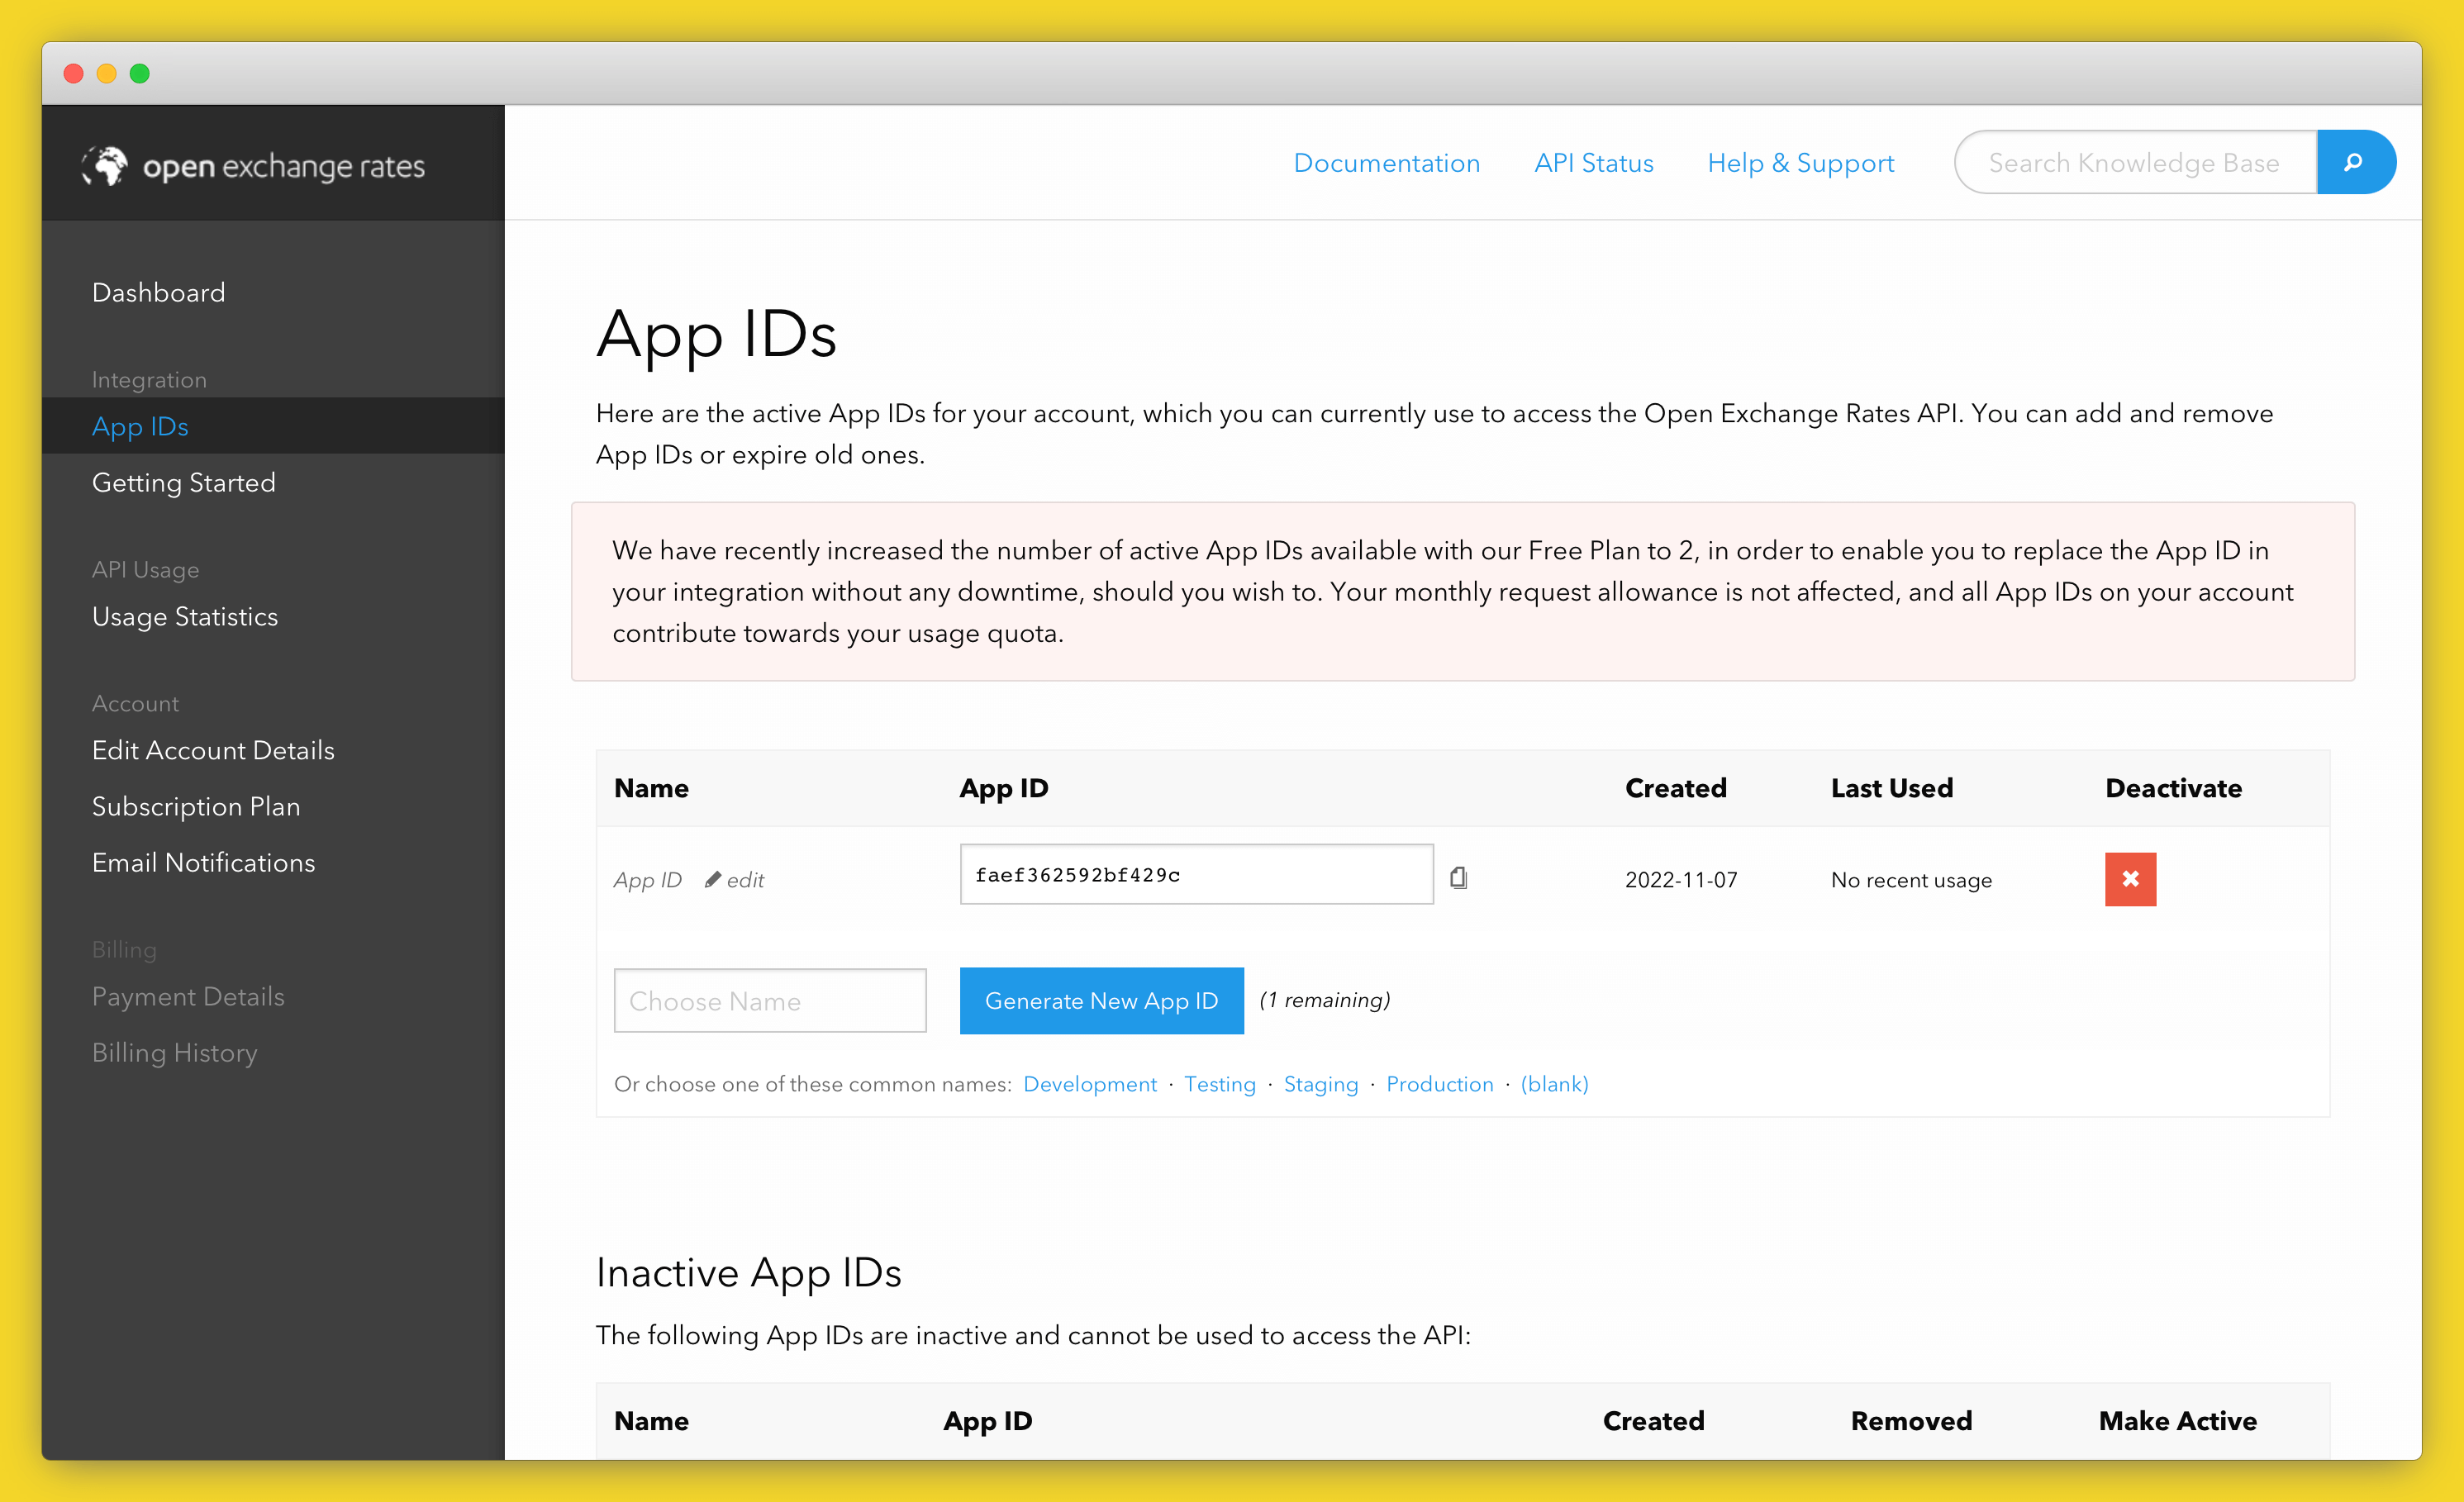 open exchange rates
Documentation
API Status
Help & Support
Search Knowledge Base
Dashboard
Integration
App IDs
Getting Started
API Usage
Usage Statistics
Account
Edit Account Details
Subscription Plan
Email Notifications
Billing
Payment Details
Billing History
App IDs
Here are the active App IDs for your account, which you can currently use to access the Open Exchange Rates API. You can add and remove
App IDs or expire old ones.
We have recently increased the number of active App IDs available with our Free Plan to 2, in order to enable you to replace the App ID in
your integration without any downtime, should you wish to. Your monthly request allowance is not affected, and all App IDs on your account
contribute towards your usage quota.
Name App ID Created Last Used Deactivate
App ID edit faef362592bf429c 2022-11-07 No recent usage
Choose Name Generate New App ID (1 remaining)
Or choose one of these common names: Development · Testing · Staging · Production · (blank)
Inactive App IDs
The following App IDs are inactive and cannot be used to access the API:
Name App ID Created Removed Make Active